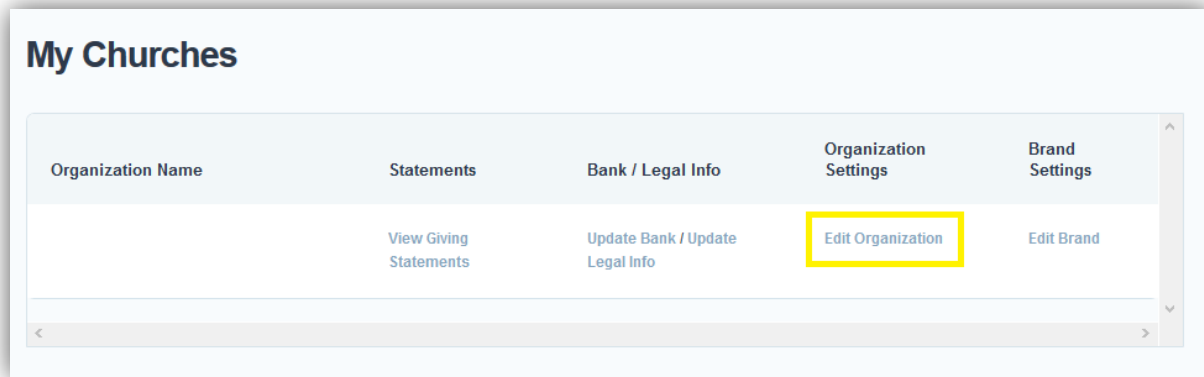 My Churches
Organization Name
Statements
Bank / Legal Info
Organization
Settings
Brand
Settings
View Giving
Statements
Update Bank / Update
Legal Info
Edit Organization
Edit Brand